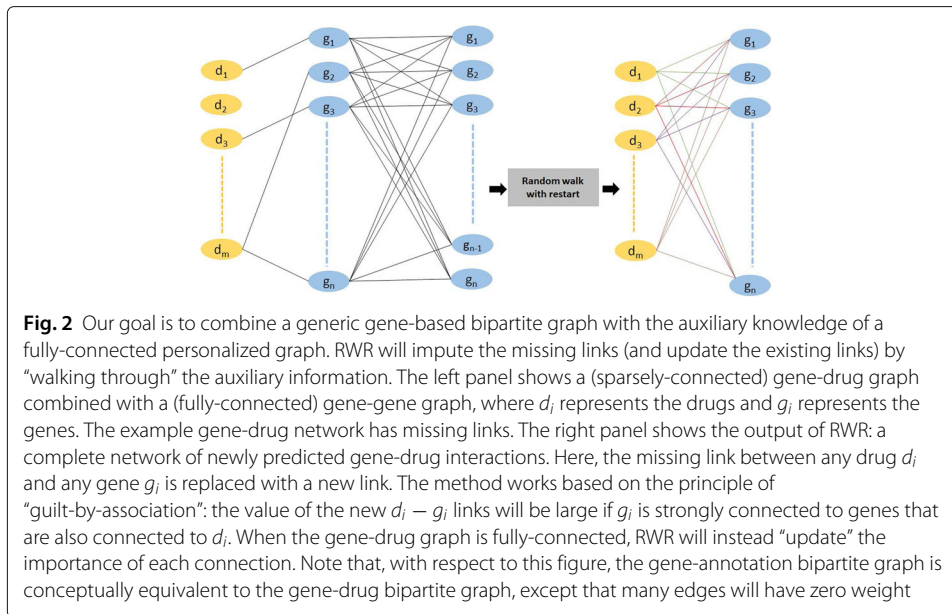 g1
g1
g1
d1
g2
g2
d1
g2
d2
g3
g3
d2
g3
d3
d3
Random walk
with restart
dm
gn-1
dm
gn
gn
gn
Fig. 2 Our goal is to combine a generic gene-based bipartite graph with the auxiliary knowledge of a
fully-connected personalized graph. RWR will impute the missing links (and update the existing links) by
“walking through” the auxiliary information. The left panel shows a (sparsely-connected) gene-drug graph
combined with a (fully-connected) gene-gene graph, where di represents the drugs and gi represents the
genes. The example gene-drug network has missing links. The right panel shows the output of RWR: a
complete network of newly predicted gene-drug interactions. Here, the missing link between any drug di
and any gene gi is replaced with a new link. The method works based on the principle of
“guilt-by-association”: the value of the new di − gi links will be large if gi is strongly connected to genes that
are also connected to di. When the gene-drug graph is fully-connected, RWR will instead “update” the
importance of each connection. Note that, with respect to this figure, the gene-annotation bipartite graph is
conceptually equivalent to the gene-drug bipartite graph, except that many edges will have zero weight